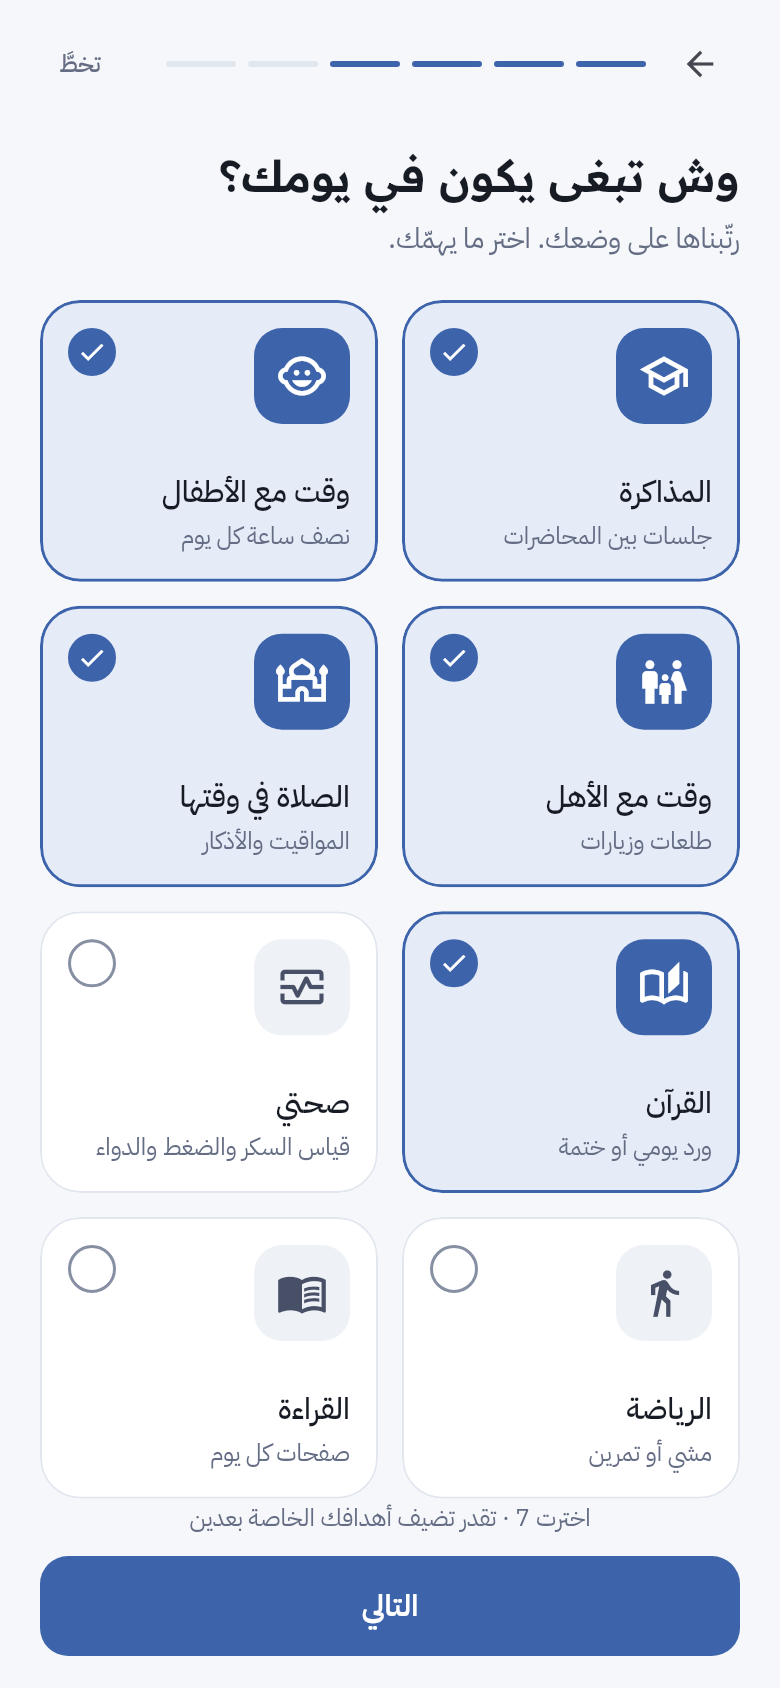 تخطَّ
وش تبغى يكون في يومك؟
رتّبناها على وضعك. اختر ما يهمّك.
المذاكرة
جلسات بين المحاضرات
وقت مع الأطفال
نصف ساعة كل يوم
وقت مع الأهل
طلعات وزيارات
الصلاة في وقتها
المواقيت والأذكار
القرآن
ورد يومي أو ختمة
صحتي
قياس السكر والضغط والدواء
الرياضة
مشي أو تمرين
القراءة
صفحات كل يوم
اخترت 7 · تقدر تضيف أهدافك الخاصة بعدين
التالي